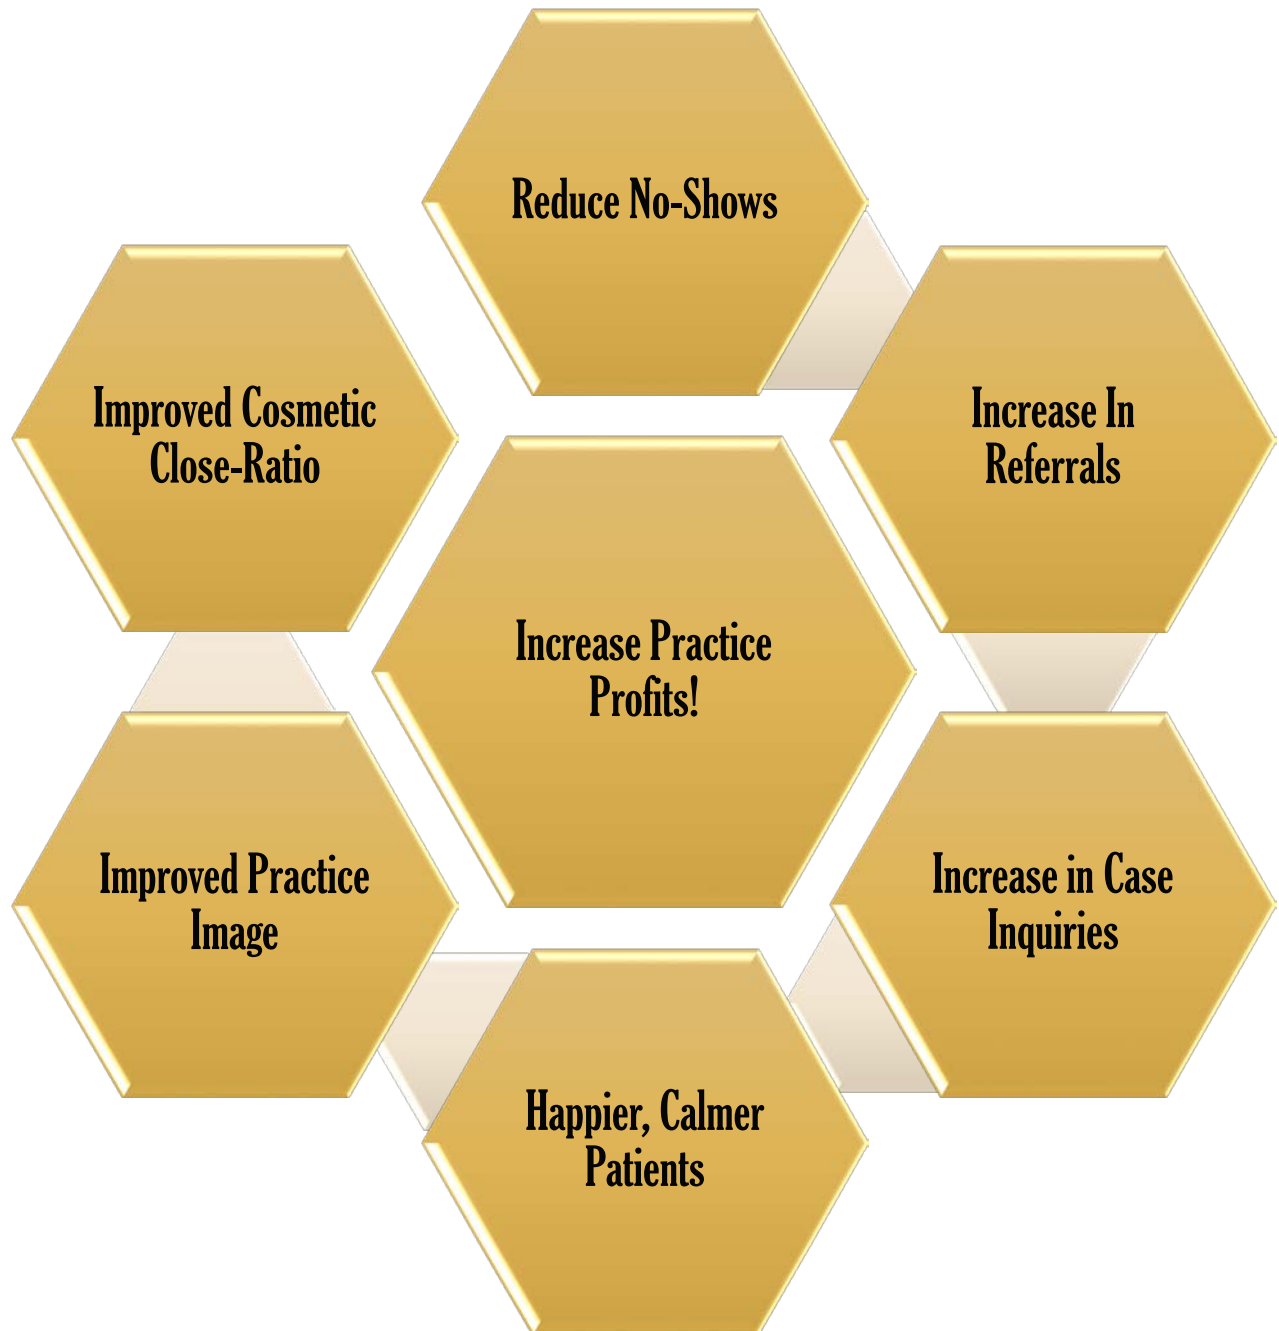 Reduce No-Shows
Improved Cosmetic
Close-Ratio
Increase In
Referrals
Increase Practice
Profits!
Improved Practice
Image
Increase in Case
Inquiries
Happier, Calmer
Patients